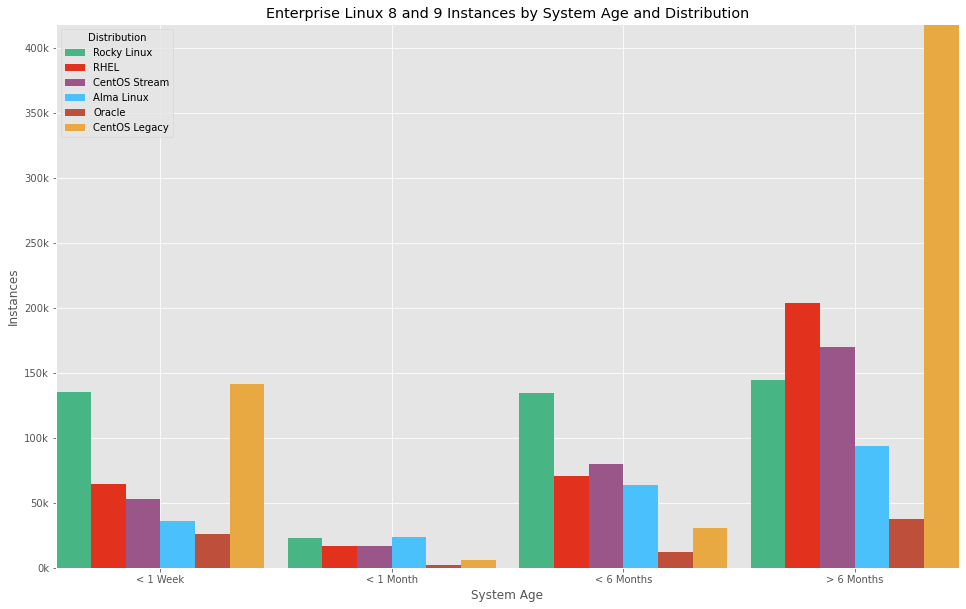 Enterprise Linux 8 and 9 Instances by System Age and Distribution
Distribution
Rocky Linux
RHEL
CentOS Stream
Alma Linux
Oracle
CentOS Legacy
400k
350k
300k
250k
200k
150k
100k
50k
0k
Instances
< 1 Week
< 1 Month
< 6 Months
> 6 Months
System Age